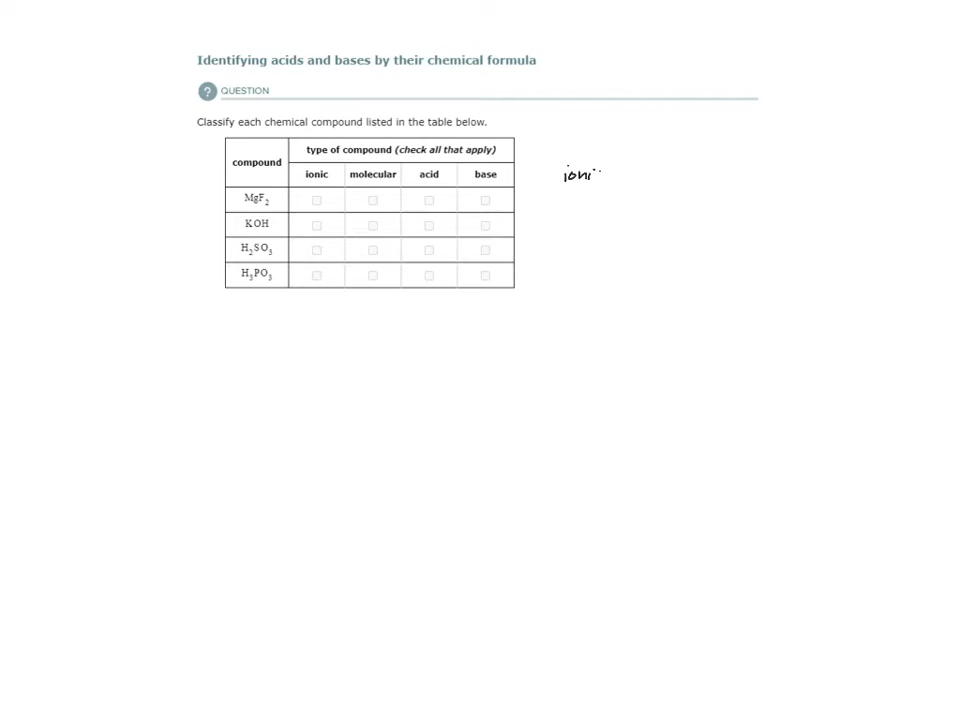 Identifying acids and bases by their chemical formula
? QUESTION
Classify each chemical compound listed in the table below.
compound
type of compound (check all that apply)
ionic molecular acid base
MgF₂
KOH
H₂SO₃
H₃PO₃
ioni